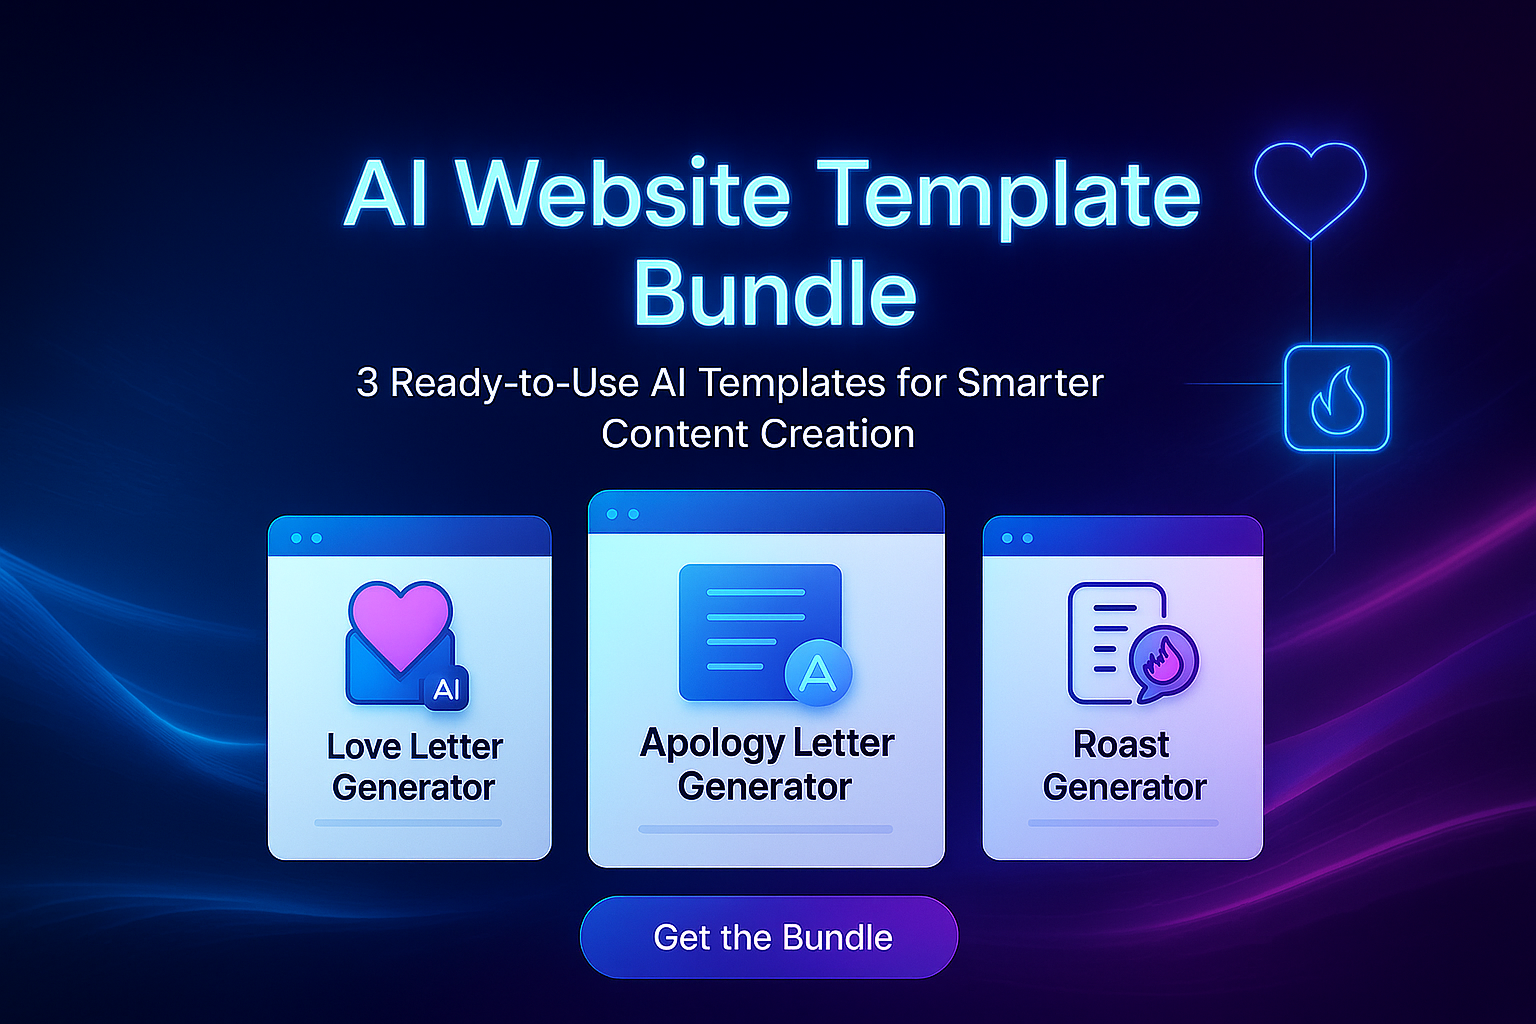 AI Website Template
Bundle
3 Ready-to-Use AI Templates for Smarter
Content Creation
AI
Love Letter
Generator
A
Apology Letter
Generator
Roast
Generator
Get the Bundle